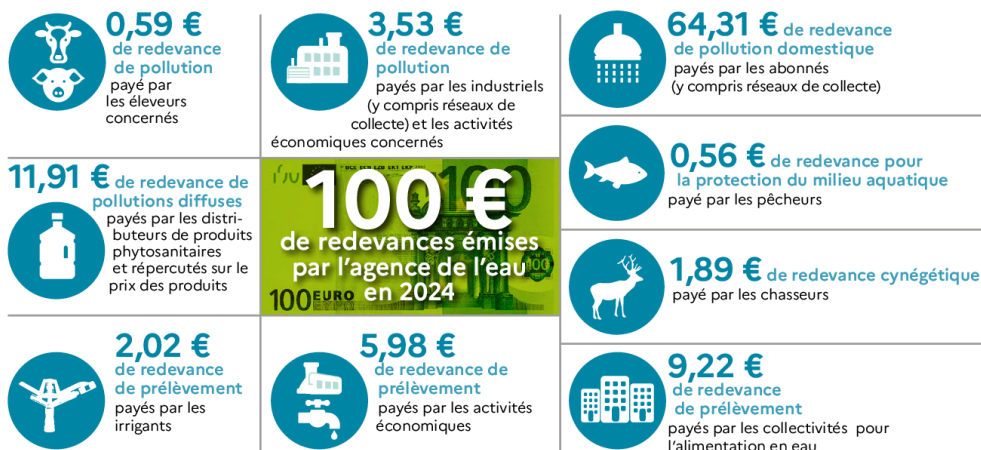 0,59 €
de redevance
de pollution
payé par
les éleveurs
concernés
3,53 €
de redevance de
pollution
payés par les industriels
(y compris réseaux de
collecte) et les activités
économiques concernés
64,31 € de redevance
de pollution domestique
payés par les abonnés
(y compris réseaux de collecte)
11,91 € de redevance de
pollutions diffuses
payés par les distri-
buteurs de produits
phytosanitaires
et répercutés sur le
prix des produits
100 €
de redevances émises
par l’agence de l’eau
en 2024
100 EURO
100
100
0,56 € de redevance pour
la protection du milieu aquatique
payé par les pêcheurs
1,89 € de redevance cynégétique
payé par les chasseurs
2,02 €
de redevance
de prélèvement
payés par les
irrigants
5,98 €
de redevance de
prélèvement
payés par les activités
économiques
9,22 €
de redevance
de prélèvement
payés par les collectivités pour
l’alimentation en eau